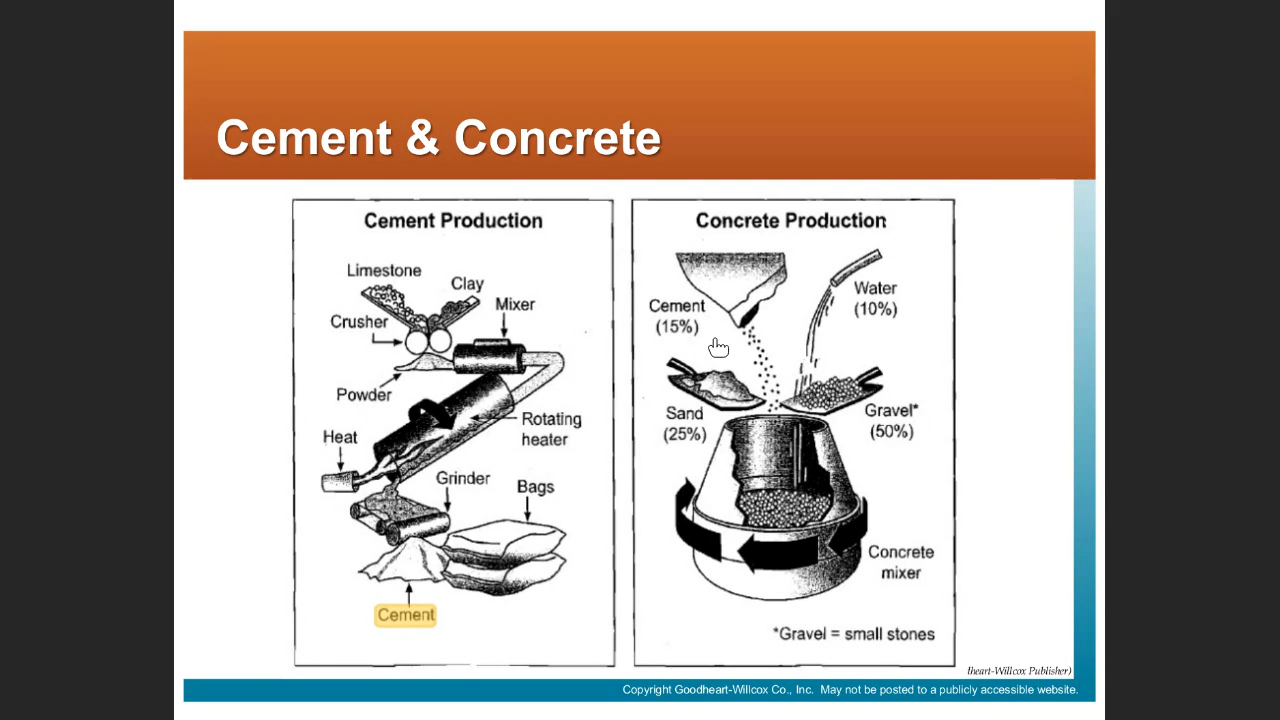 Cement & Concrete
Cement Production
Limestone
Clay
Mixer
Crusher
Powder
Rotating
heater
Heat
Grinder
Bags
Cement
Concrete Production
Water
(10%)
Cement
(15%)
Sand
(25%)
Gravel*
(50%)
Concrete
mixer
*Gravel = small stones
heart-Willcox Publisher)
Copyright Goodheart-Willcox Co., Inc. May not be posted to a publicly accessible website.